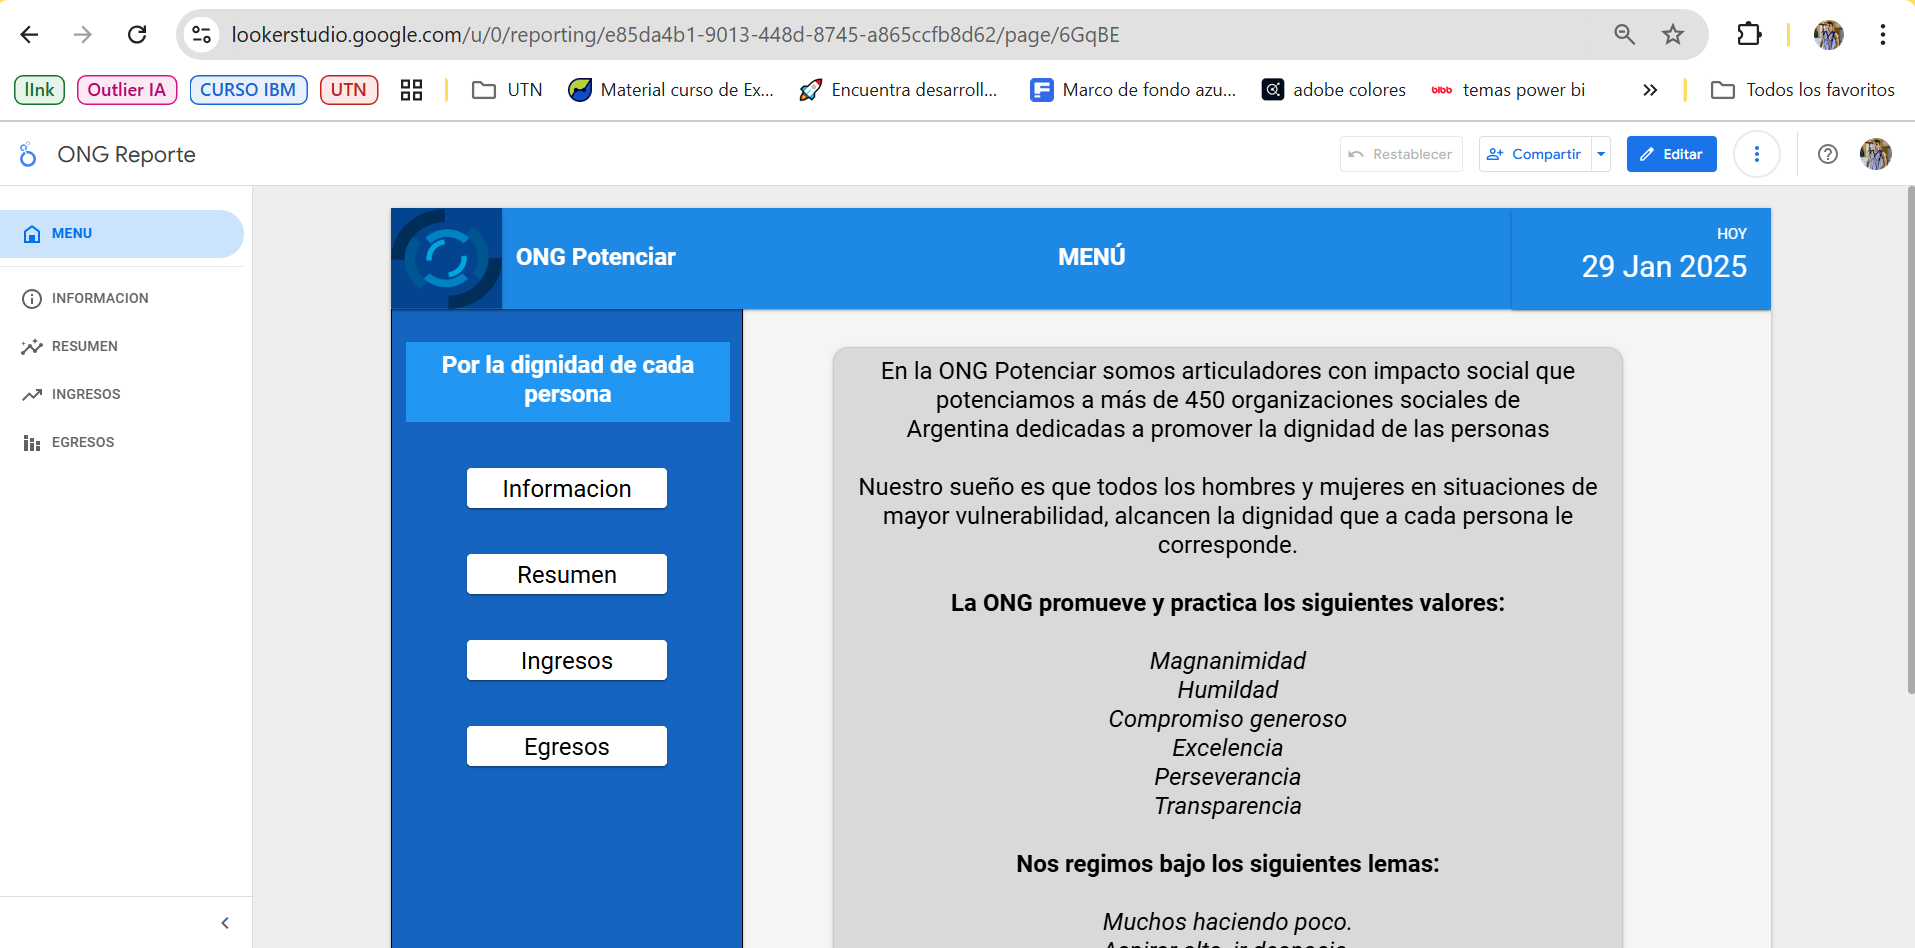 lookerstudio.google.com/u/0/reporting/e85da4b1-9013-448d-8745-a865ccfb8d62/page/6GqBE
lInk
Outlier IA
CURSO IBM
UTN
UTN
Material curso de Ex...
Encuentra desarroll...
Marco de fondo azu...
adobe colores
bibb
temas power bi
Todos los favoritos
ONG Reporte
Restablecer
Compartir
Editar
MENU
INFORMACION
RESUMEN
INGRESOS
EGRESOS
ONG Potenciar
MENÚ
HOY
29 Jan 2025
Por la dignidad de cada
persona
Informacion
Resumen
Ingresos
Egresos
En la ONG Potenciar somos articuladores con impacto social que
potenciamos a más de 450 organizaciones sociales de
Argentina dedicadas a promover la dignidad de las personas
Nuestro sueño es que todos los hombres y mujeres en situaciones de
mayor vulnerabilidad, alcancen la dignidad que a cada persona le
corresponde.
La ONG promueve y practica los siguientes valores:
Magnanimidad
Humildad
Compromiso generoso
Excelencia
Perseverancia
Transparencia
Nos regimos bajo los siguientes lemas:
Muchos haciendo poco.
Aspirar alto, ir despacio